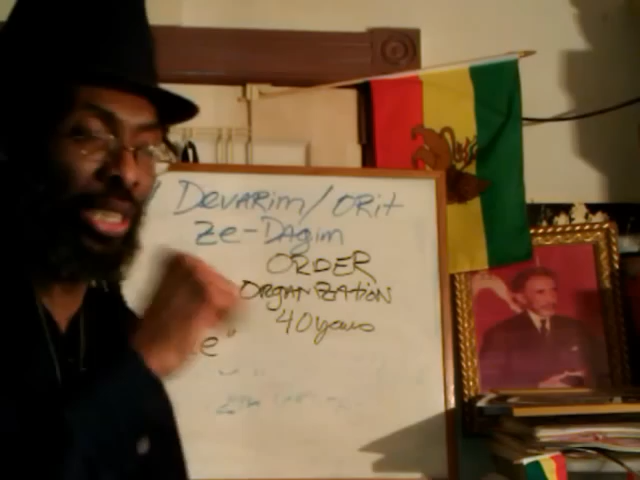 Devarim/Orit
Ze-Dagim
ORDER
ORGANIZATION
40 years
e"